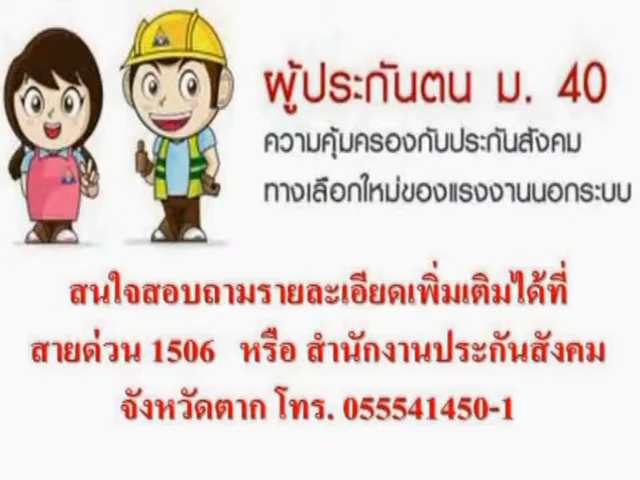 ผู้ประกันตน ม. 40
ความคุ้มครองกับประกันสังคม
ทางเลือกใหม่ของแรงงานนอกระบบ
สนใจสอบถามรายละเอียดเพิ่มเติมได้ที่
สายด่วน 1506 หรือ สำนักงานประกันสังคม
จังหวัดตาก โทร. 055541450-1